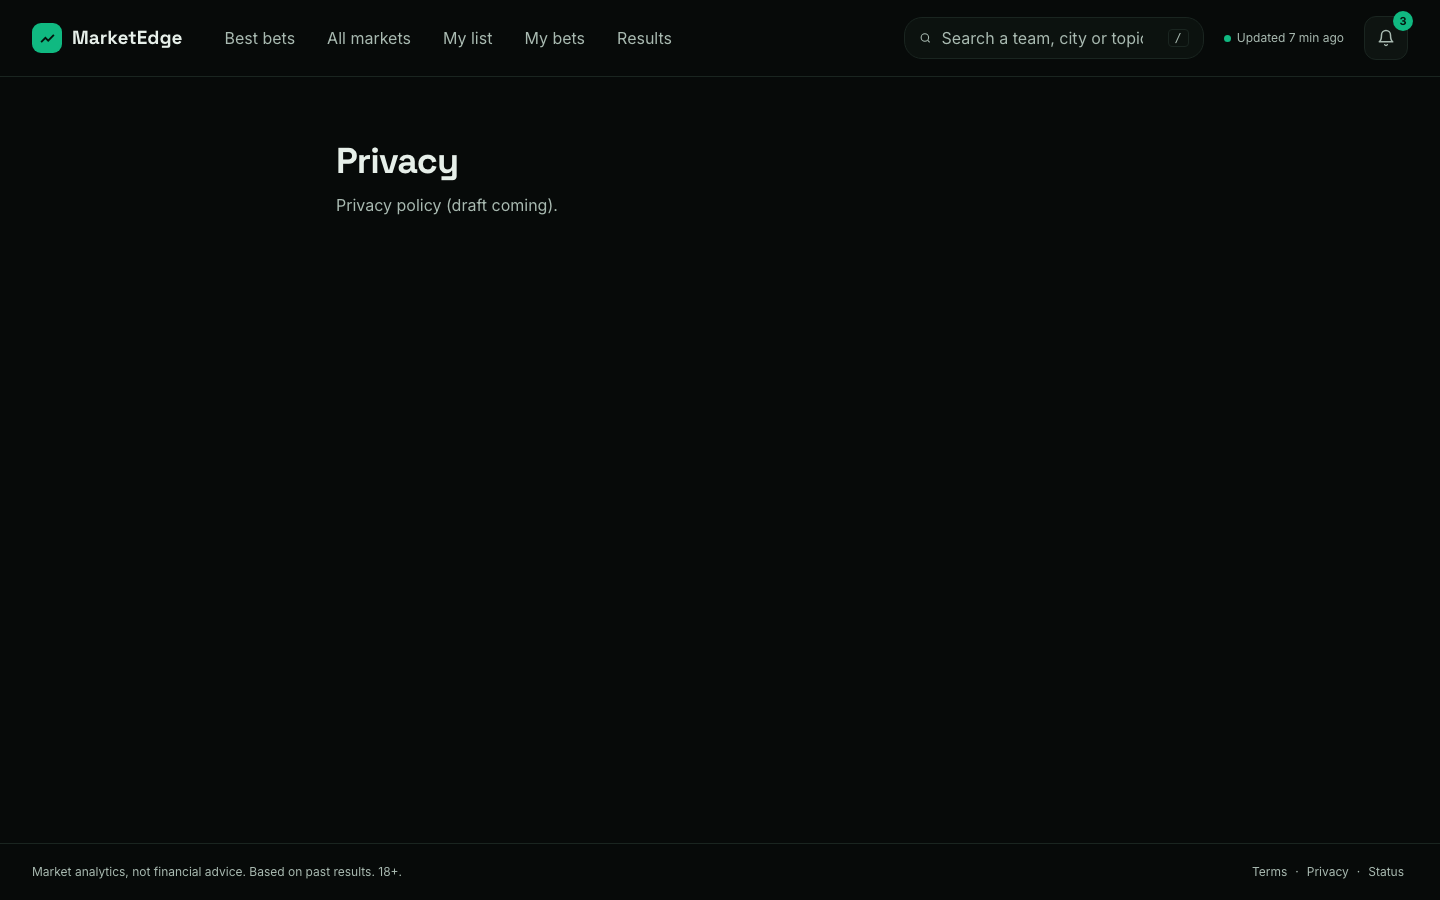 MarketEdge
Best bets
All markets
My list
My bets
Results
Search a team, city or topic
/
Updated 7 min ago
3
Privacy
Privacy policy (draft coming).
Market analytics, not financial advice. Based on past results. 18+.
Terms · Privacy · Status